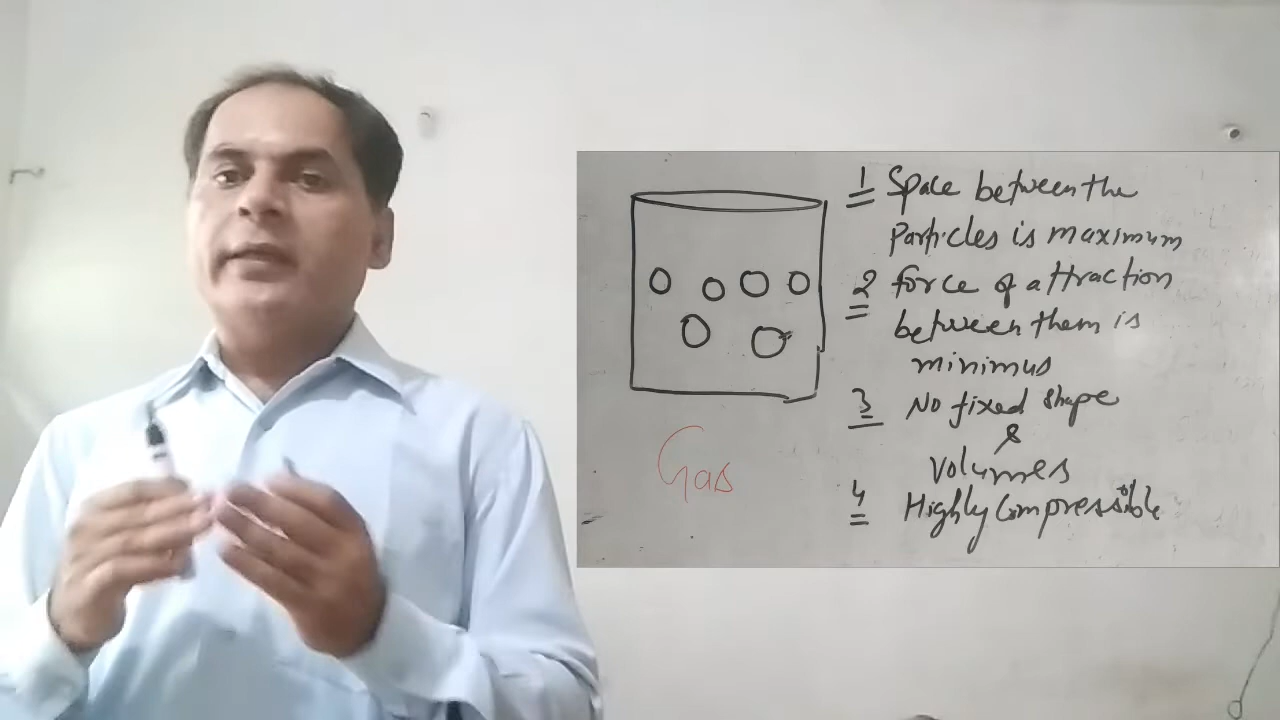 1 Space between the
Particles is maximum
2 force of attraction
between them is
minimus
3 No fixed shape
&
Volumes
4 Highly Compressible
Gas